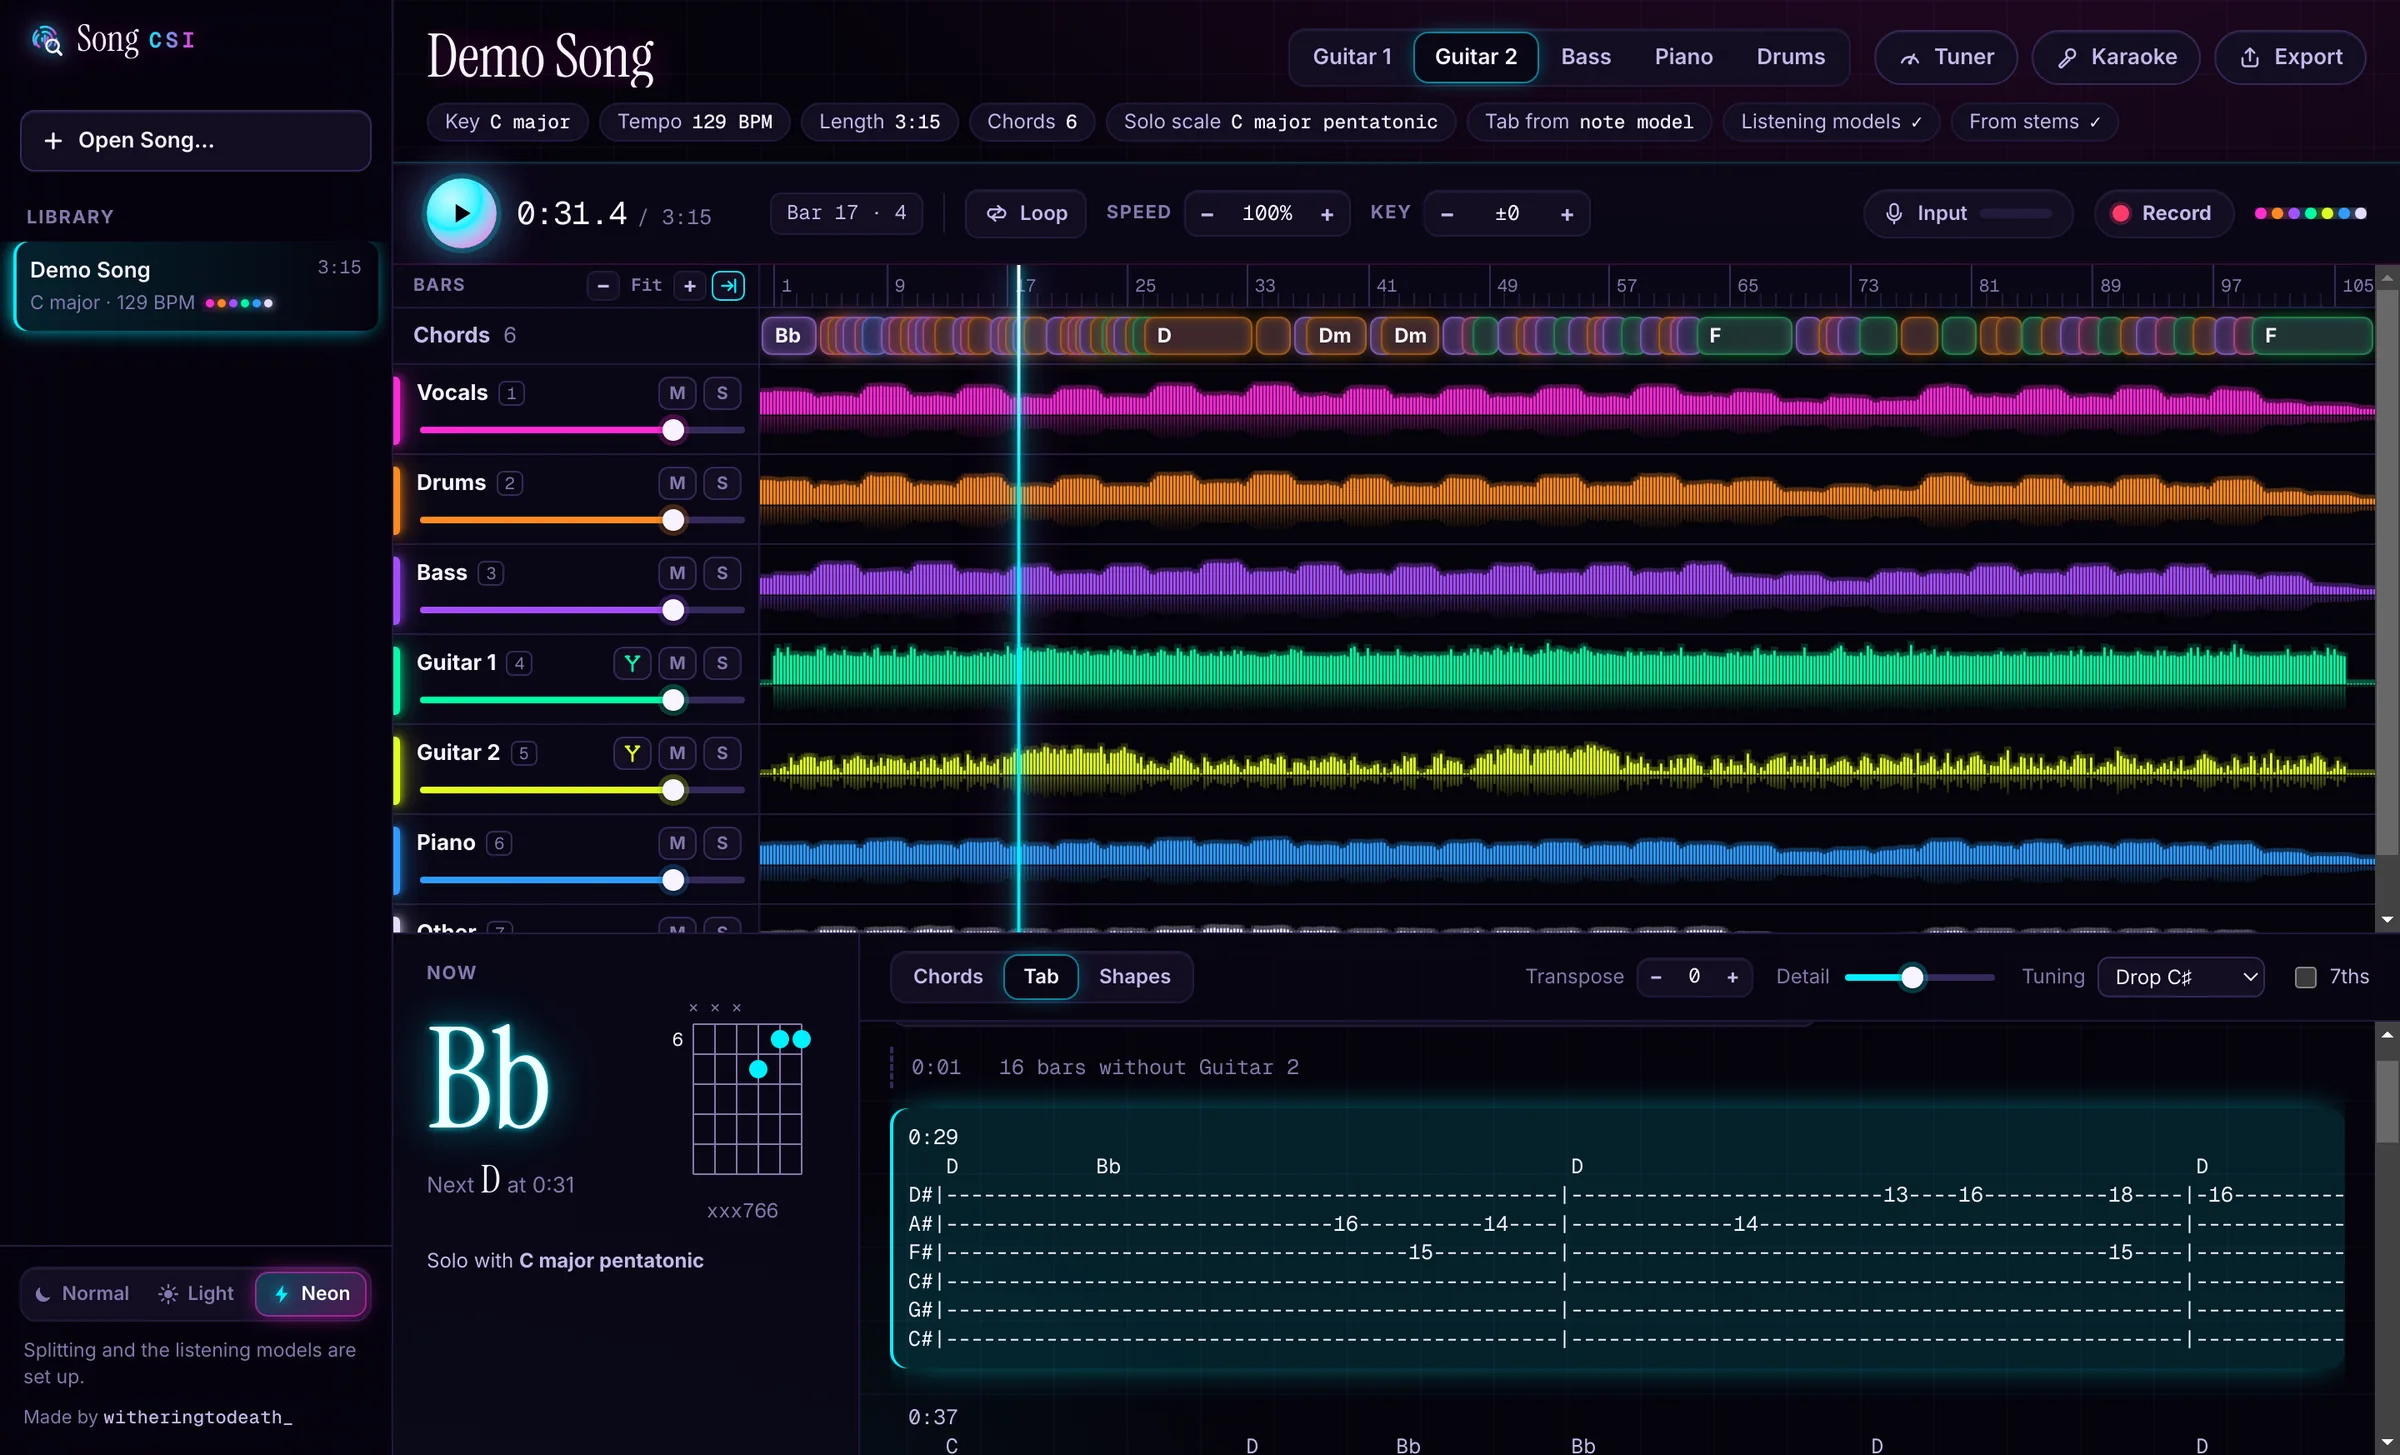 Song CSI
Open Song...
LIBRARY
Demo Song 3:15
C major · 129 BPM
Normal Light Neon
Splitting and the listening models are
set up.
Made by witheringtodeath_
Demo Song
Guitar 1 Guitar 2 Bass Piano Drums
Tuner Karaoke Export
Key C major Tempo 129 BPM Length 3:15 Chords 6 Solo scale C major pentatonic Tab from note model Listening models ✓ From stems ✓
0:31.4 / 3:15 Bar 17 · 4 Loop SPEED − 100% + KEY − ±0 + Input Record
BARS − Fit + 1 9 17 25 33 41 49 57 65 73 81 89 97 105
Chords 6 Bb D Dm Dm F F
Vocals 1 M S
Drums 2 M S
Bass 3 M S
Guitar 1 4 M S
Guitar 2 5 M S
Piano 6 M S
Other 7 M S
NOW
× × ×
6
Bb
Next D at 0:31
xxx766
Solo with C major pentatonic
Chords Tab Shapes Transpose − 0 + Detail Tuning Drop C♯ 7ths
0:01 16 bars without Guitar 2
0:29
D Bb D D
D#|--------------------------------------------------|-------------------------13----16----------18----|-16---------
A#|-------------------------------16----------14-----|-------------14-----------------------------------|------------
F#|-------------------------------------15-----------|-------------------------------------------15-----|------------
C#|--------------------------------------------------|--------------------------------------------------|------------
G#|--------------------------------------------------|--------------------------------------------------|------------
C#|--------------------------------------------------|--------------------------------------------------|------------
0:37
C D Bb Bb D D